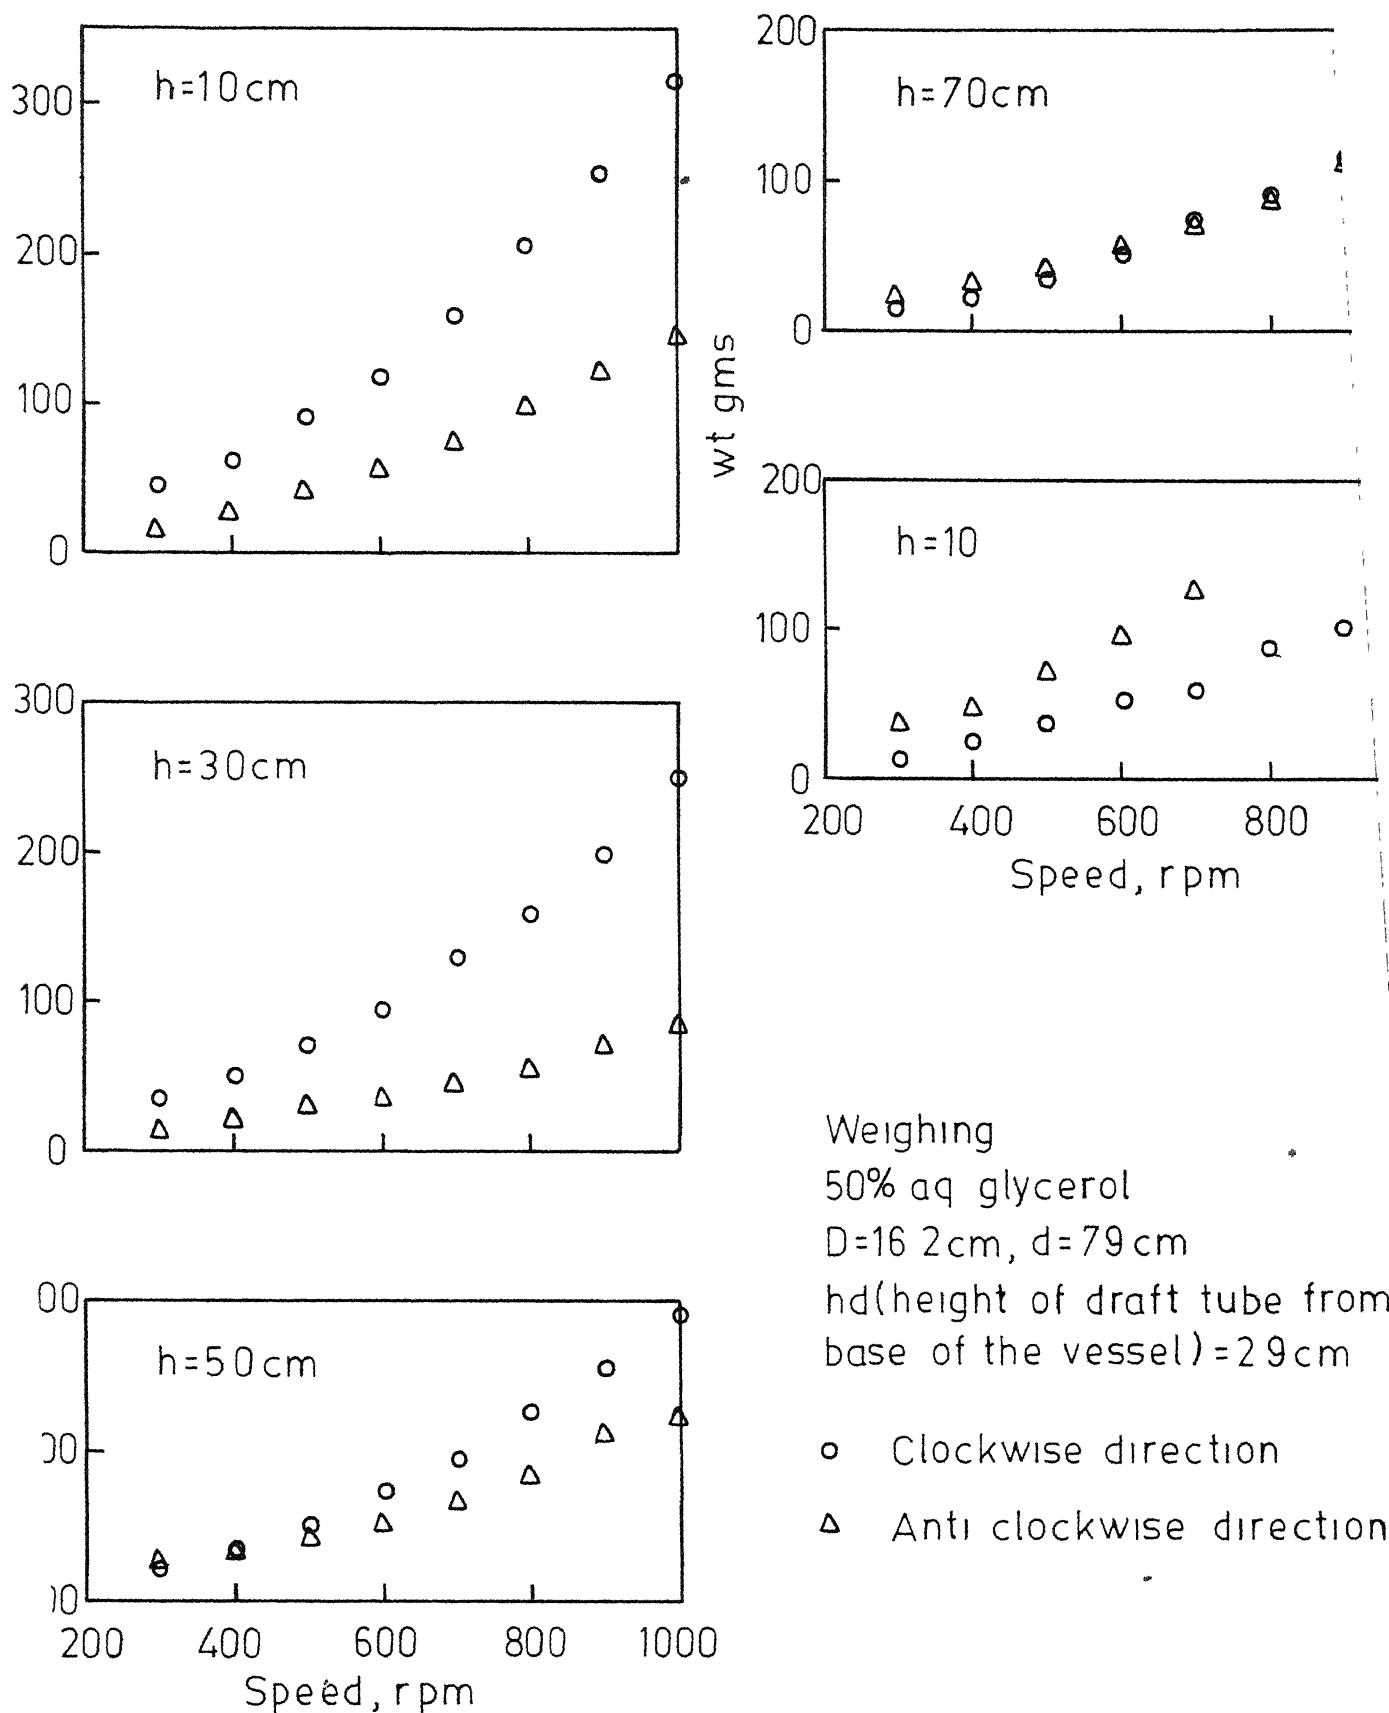 h=10cm
300
200
100
0
h=30cm
300
200
100
0
h=50cm
00
00
00
200 400 600 800 1000
Speed, rpm
wt gms
200
h=70cm
100
0
200
h=10
100
0
200 400 600 800
Speed, rpm
Weighing
50% aq glycerol
D=16 2cm, d=79cm
hd(height of draft tube from
base of the vessel)=29cm
o Clockwise direction
△ Anti clockwise direction